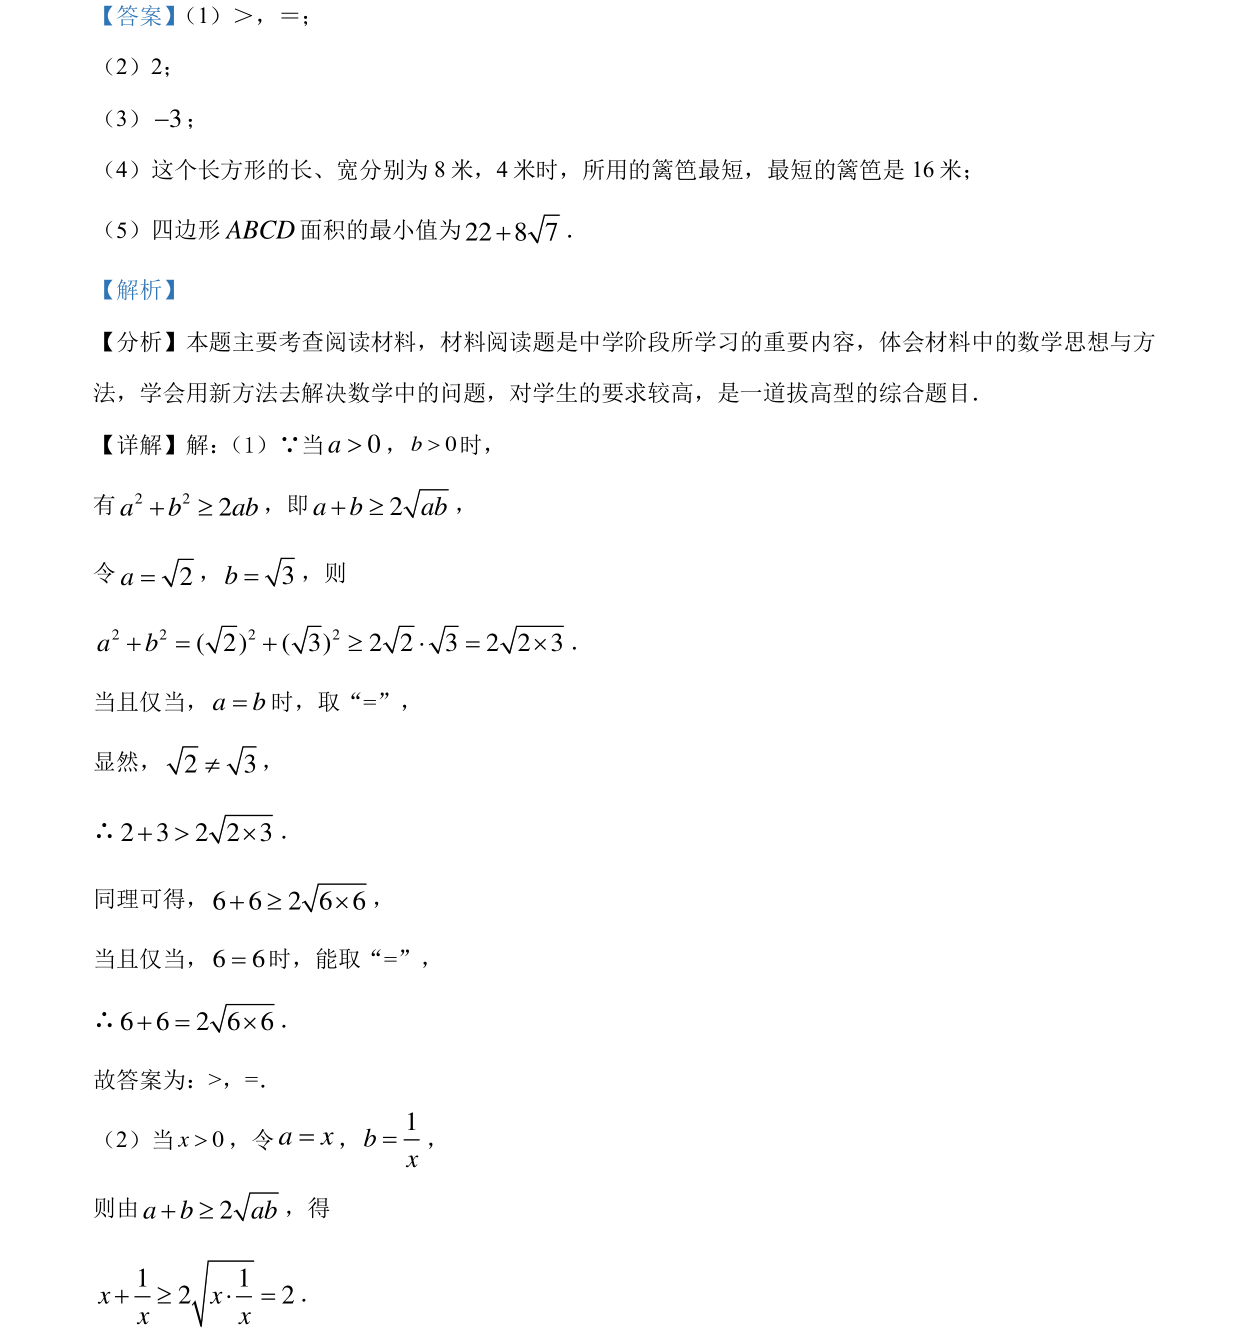 【答案】（1）＞，＝；
（2）2；
（3）−3；
（4）这个长方形的长、宽分别为 8 米，4 米时，所用的篱笆最短，最短的篱笆是 16 米；
（5）四边形 ABCD 面积的最小值为 22+8√7．
【解析】
【分析】本题主要考查阅读材料，材料阅读题是中学阶段所学习的重要内容，体会材料中的数学思想与方
法，学会用新方法去解决数学中的问题，对学生的要求较高，是一道拔高型的综合题目．
【详解】解：（1）∵当 a > 0，b > 0 时，
有 a² + b² ≥ 2ab，即 a + b ≥ 2√(ab)，
令 a = √2，b = √3，则
a² + b² = (√2)² + (√3)² ≥ 2√2·√3 = 2√(2×3)．
当且仅当，a = b 时，取“=”，
显然，√2 ≠ √3，
∴ 2+3 > 2√(2×3)．
同理可得，6+6 ≥ 2√(6×6)，
当且仅当，6 = 6 时，能取“=”，
∴ 6+6 = 2√(6×6)．
故答案为：>，=．
（2）当 x > 0，令 a = x，b = 1/x，
则由 a + b ≥ 2√(ab)，得
x + 1/x ≥ 2√(x·1/x) = 2．